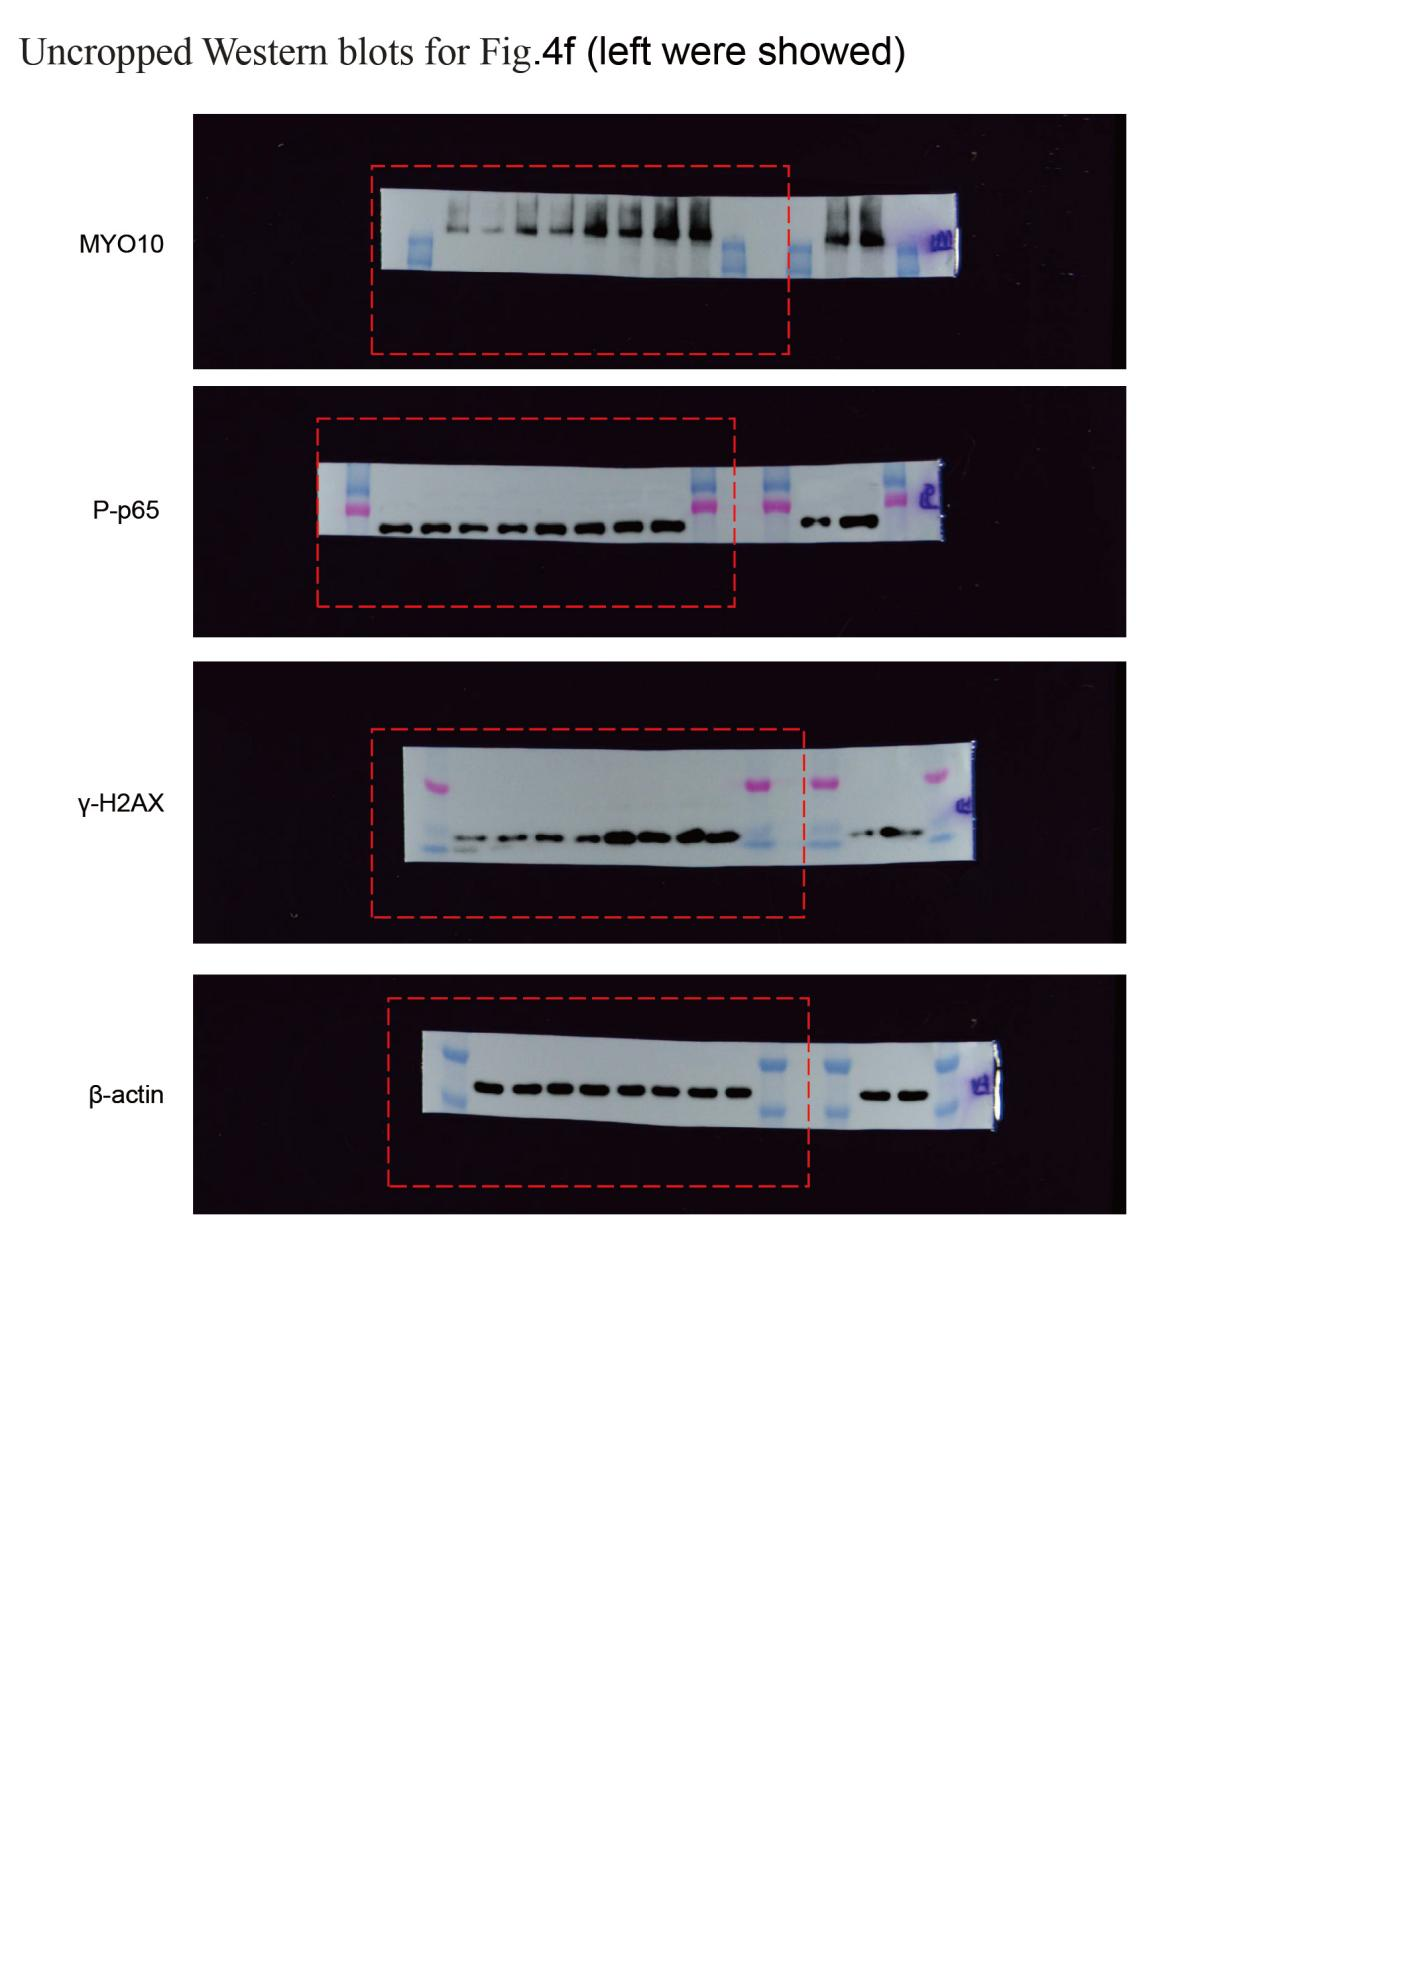 Uncropped Western blots for Fig.4f (left were showed)
MYO10
P-p65
γ-H2AX
β-actin